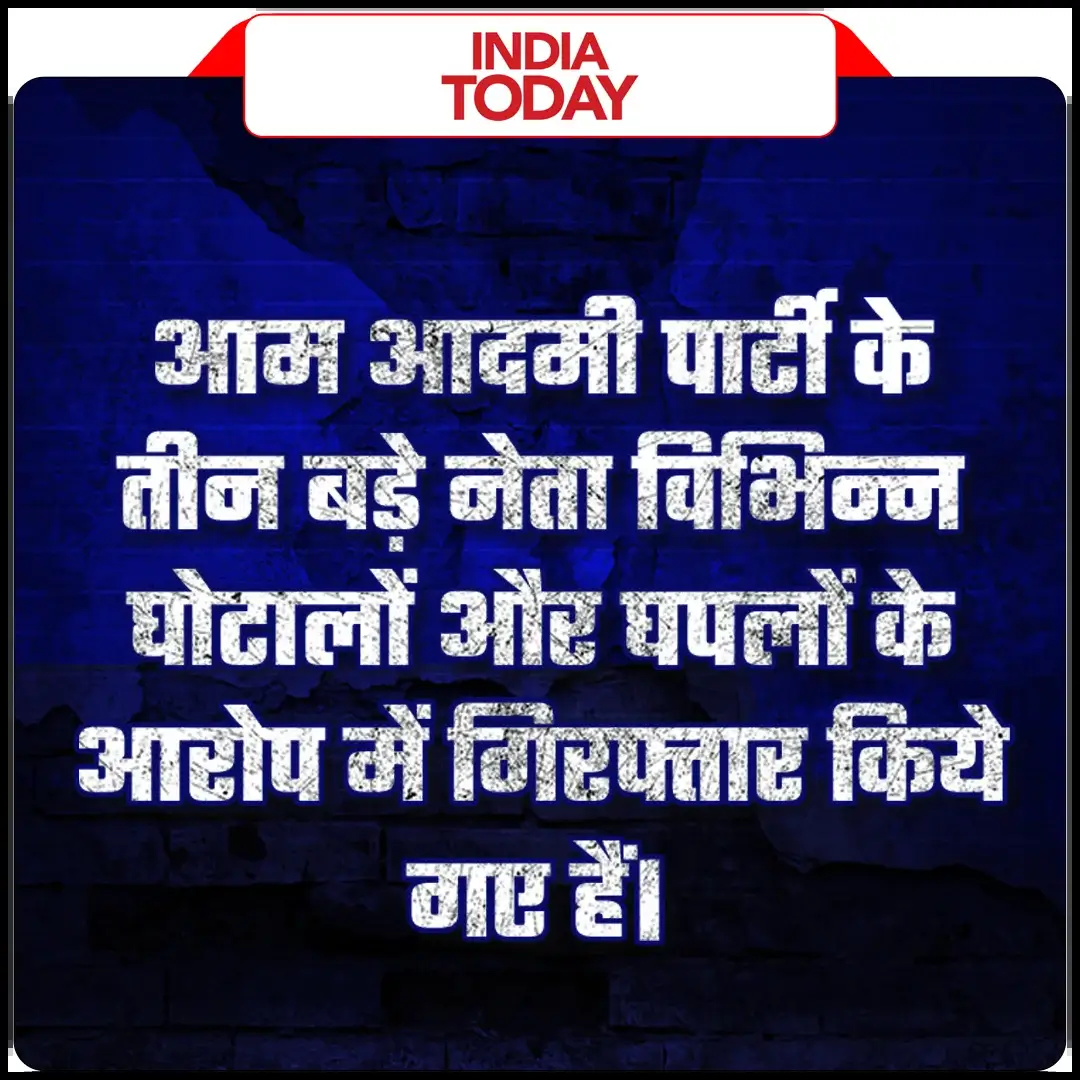 INDIA
TODAY
आम आदमी पार्टी के
तीन बड़े नेता विभिन्न
घोटालों और घपलों के
आरोप में गिरफ्तार किये
गए हैं।